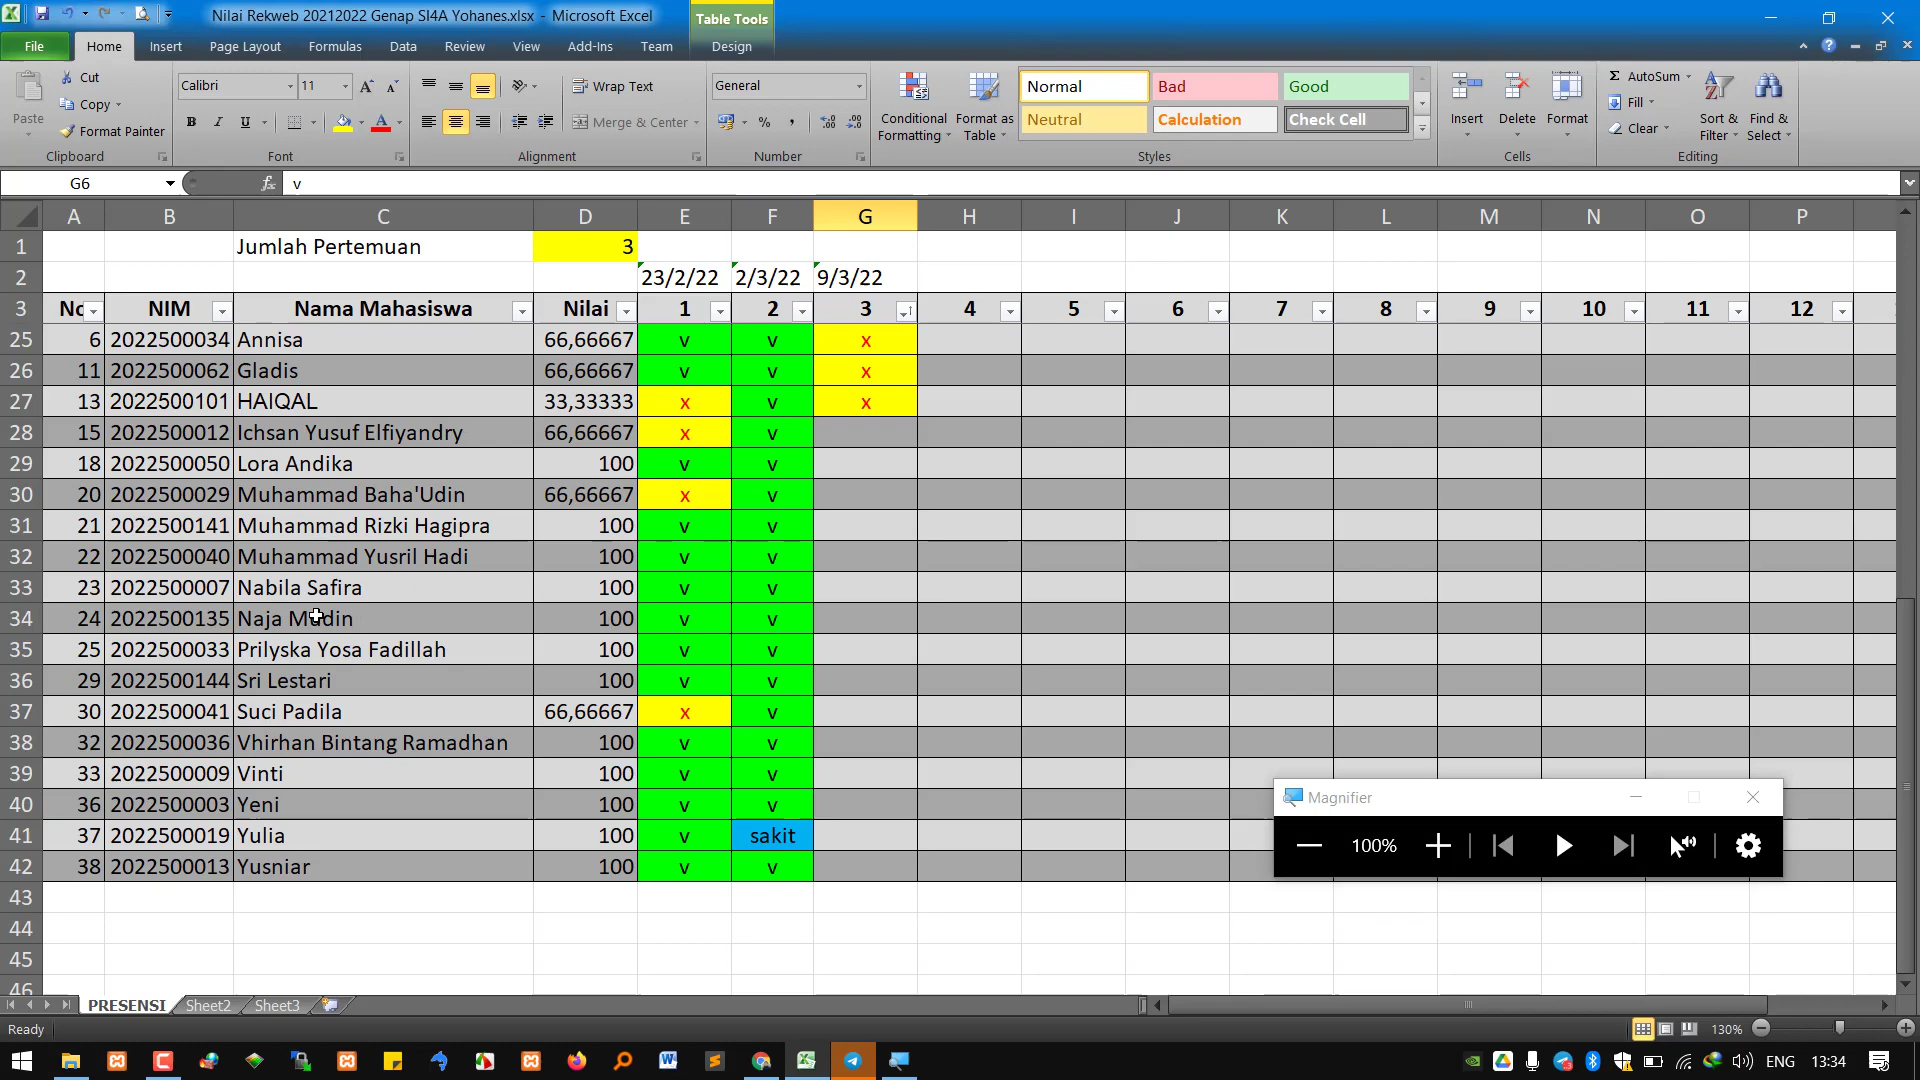 Nilai Rekweb 20212022 Genap SI4A Yohanes.xlsx - Microsoft Excel
Table Tools
File Home Insert Page Layout Formulas Data Review View Add-Ins Team Design
Paste
Cut
Copy
Format Painter
Clipboard
Calibri 11
B I U
Font
Wrap Text
Merge & Center
Alignment
General
Number
Conditional Formatting
Format as Table
Normal Bad Good
Neutral Calculation Check Cell
Styles
Insert Delete Format
Cells
AutoSum
Fill
Clear
Sort & Filter
Find & Select
Editing
G6 fx v
A B C D E F G H I J K L M N O P
1 Jumlah Pertemuan 3
2 23/2/22 2/3/22 9/3/22
3 Nc NIM Nama Mahasiswa Nilai 1 2 3 4 5 6 7 8 9 10 11 12
25 6 2022500034 Annisa 66,66667 v v x
26 11 2022500062 Gladis 66,66667 v v x
27 13 2022500101 HAIQAL 33,33333 x v x
28 15 2022500012 Ichsan Yusuf Elfiyandry 66,66667 x v
29 18 2022500050 Lora Andika 100 v v
30 20 2022500029 Muhammad Baha'Udin 66,66667 x v
31 21 2022500141 Muhammad Rizki Hagipra 100 v v
32 22 2022500040 Muhammad Yusril Hadi 100 v v
33 23 2022500007 Nabila Safira 100 v v
34 24 2022500135 Naja 100 v v
35 25 2022500033 Prilyska Yosa Fadillah 100 v v
36 29 2022500144 Sri Lestari 100 v v
37 30 2022500041 Suci Padila 66,66667 x v
38 32 2022500036 Vhirhan Bintang Ramadhan 100 v v
39 33 2022500009 Vinti 100 v v
40 36 2022500003 Yeni 100 v v
41 37 2022500019 Yulia 100 v sakit
42 38 2022500013 Yusniar 100 v v
43
44
45
46
Magnifier
100%
PRESENSI Sheet2 Sheet3
Ready 130%
ENG 13:34